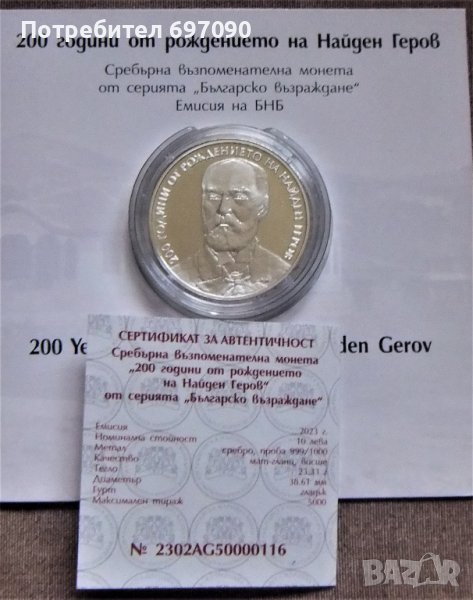 Потребител 697090
200 години от рождението на Найден Геров
Сребърна възпоменателна монета
от серията „Българско възраждане“
Емисия на БНБ
200 ГОДИНИ ОТ РОЖДЕНИЕТО НА НАЙДЕН ГЕРОВ
200 Ye
den Gerov
СЕРТИФИКАТ ЗА АВТЕНТИЧНОСТ
Сребърна възпоменателна монета
„200 години от рождението
на Найден Геров“
от серията „Българско възраждане“
Емисия 2023 г.
Номинална стойност 10 лева
Метал сребро, проба 999/1000
Качество мат-гланц, висше
Тегло 23.33 г
Диаметър 38.61 мм
Гурт гладък
Максимален тираж 5000
№ 2302AG50000116
bazar